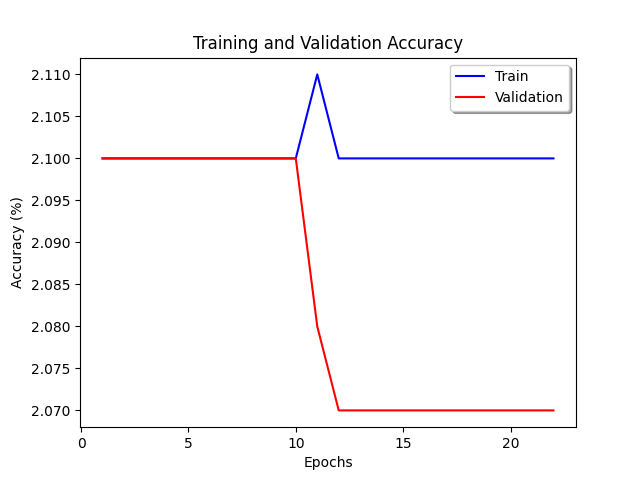 Training and Validation Accuracy
Train
Validation
2.110
2.105
2.100
2.095
2.090
2.085
2.080
2.075
2.070
Accuracy (%)
0
5
10
15
20
Epochs